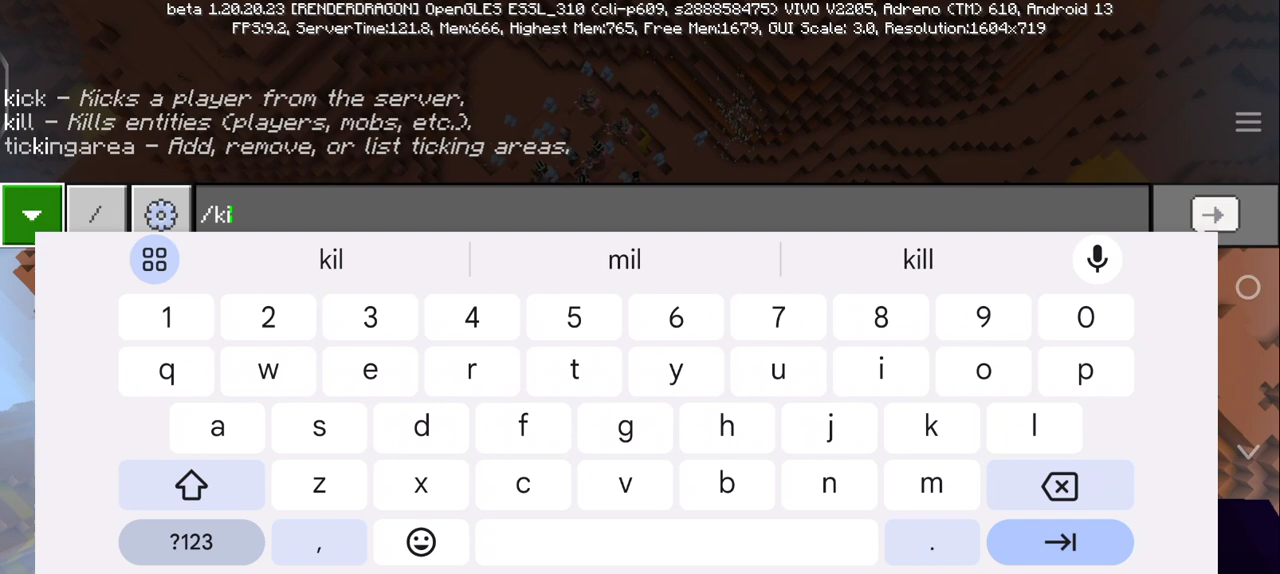 beta 1.20.20.23 [RENDERDRAGON] OpenGLES ESSL_310 (cli-p609, s288858475) VIVO V2205, Adreno (TM) 610, Android 13
FPS:9.2, ServerTime:121.8, Mem:666, Highest Mem:765, Free Mem:1679, GUI Scale: 3.0, Resolution:1604x719
kick – Kicks a player from the server.
kill – Kills entities (players, mobs, etc.).
tickingarea – Add, remove, or list ticking areas.
/ /ki
kil mil kill
1 2 3 4 5 6 7 8 9 0
q w e r t y u i o p
a s d f g h j k l
z x c v b n m
?123 , .